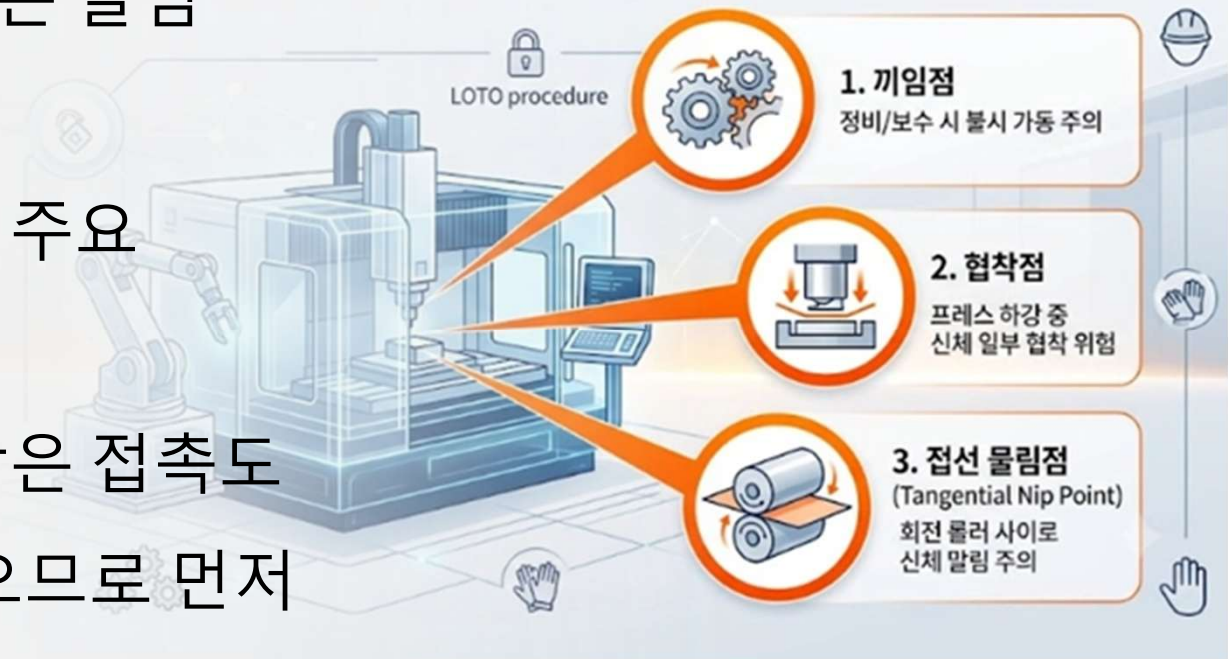 은 끌림
주요
은 접촉도
으므로 먼저
LOTO procedure
1. 끼임점
정비/보수 시 불시 가동 주의
2. 협착점
프레스 하강 중
신체 일부 협착 위험
3. 접선 물림점
(Tangential Nip Point)
회전 롤러 사이로
신체 말림 주의